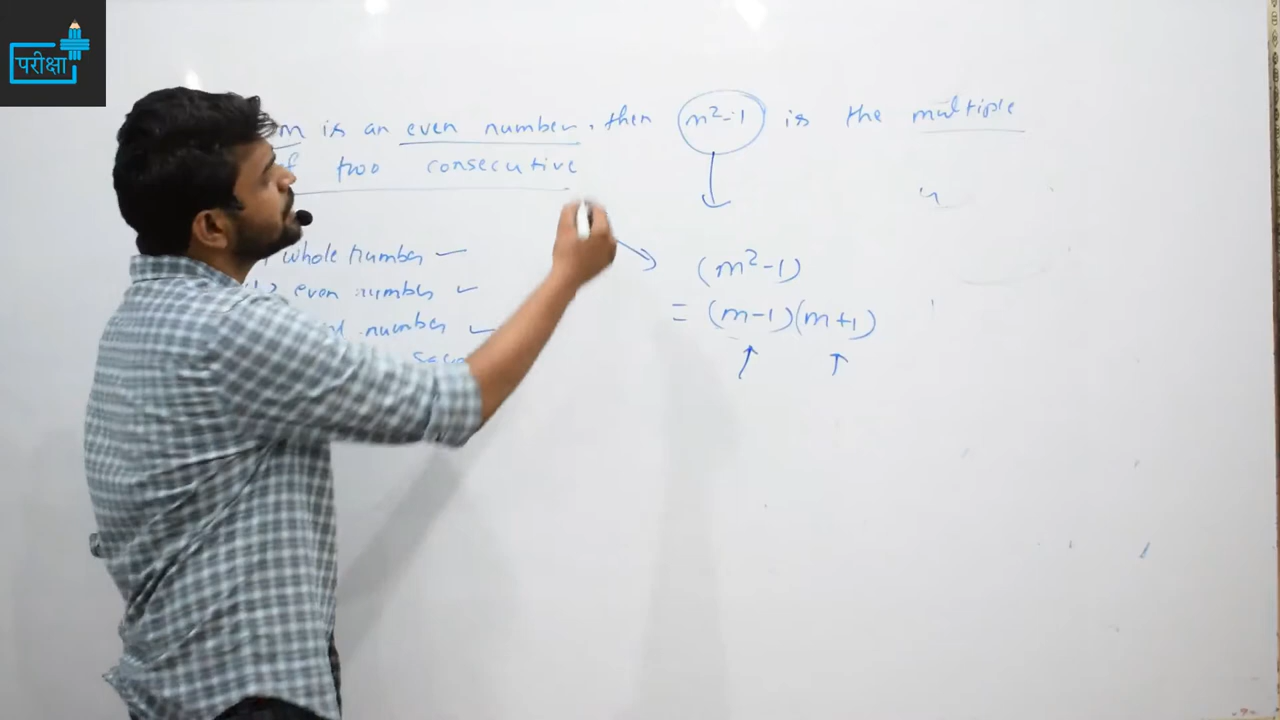 परीक्षा
m is an even number, then m²-1 is the multiple
two consecutive
whole number
even number
number
(m²-1)
= (m-1)(m+1)